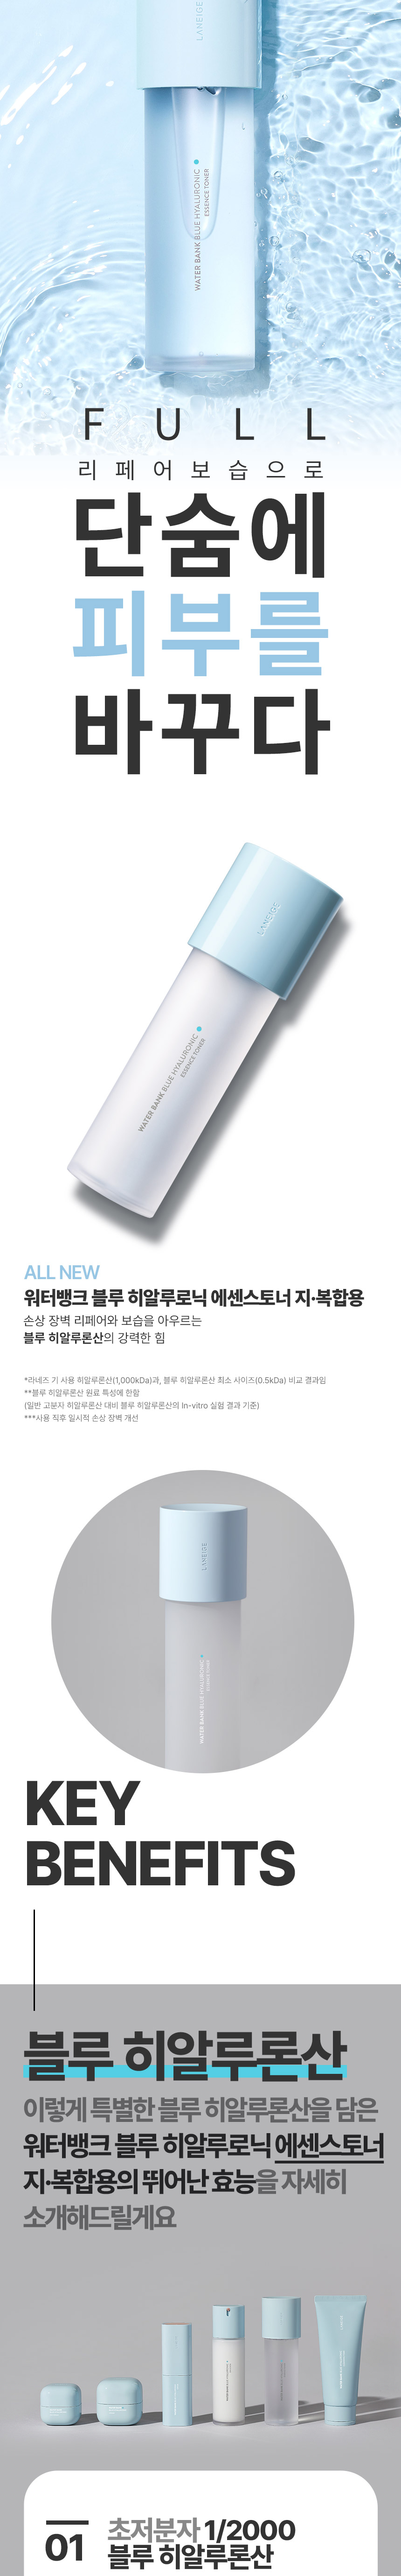 LANEIGE
WATER BANK BLUE HYALURONIC
ESSENCE TONER
FULL
리페어보습으로
단숨에
피부를
바꾸다
LANEIGE
WATER BANK BLUE HYALURONIC
ESSENCE TONER
ALL NEW
워터뱅크 블루 히알루로닉 에센스토너 지·복합용
손상 장벽 리페어와 보습을 아우르는
블루 히알루론산의 강력한 힘
*라네즈 기 사용 히알루론산(1,000kDa)과, 블루 히알루론산 최소 사이즈(0.5kDa) 비교 결과임
**블루 히알루론산 원료 특성에 한함
(일반 고분자 히알루론산 대비 블루 히알루론산의 In-vitro 실험 결과 기준)
***사용 직후 일시적 손상 장벽 개선
LANEIGE
WATER BANK BLUE HYALURONIC
ESSENCE TONER
KEY
BENEFITS
블루 히알루론산
이렇게 특별한 블루 히알루론산을 담은
워터뱅크 블루 히알루로닉 에센스토너
지·복합용의 뛰어난 효능을 자세히
소개해드릴게요
01
초저분자 1/2000
블루 히알루론산